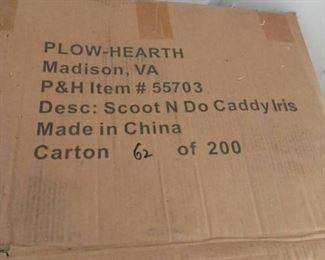 PLOW-HEARTH
Madison, VA
P&H Item # 55703
Desc: Scoot N Do Caddy Iris
Made in China
Carton 62 of 200